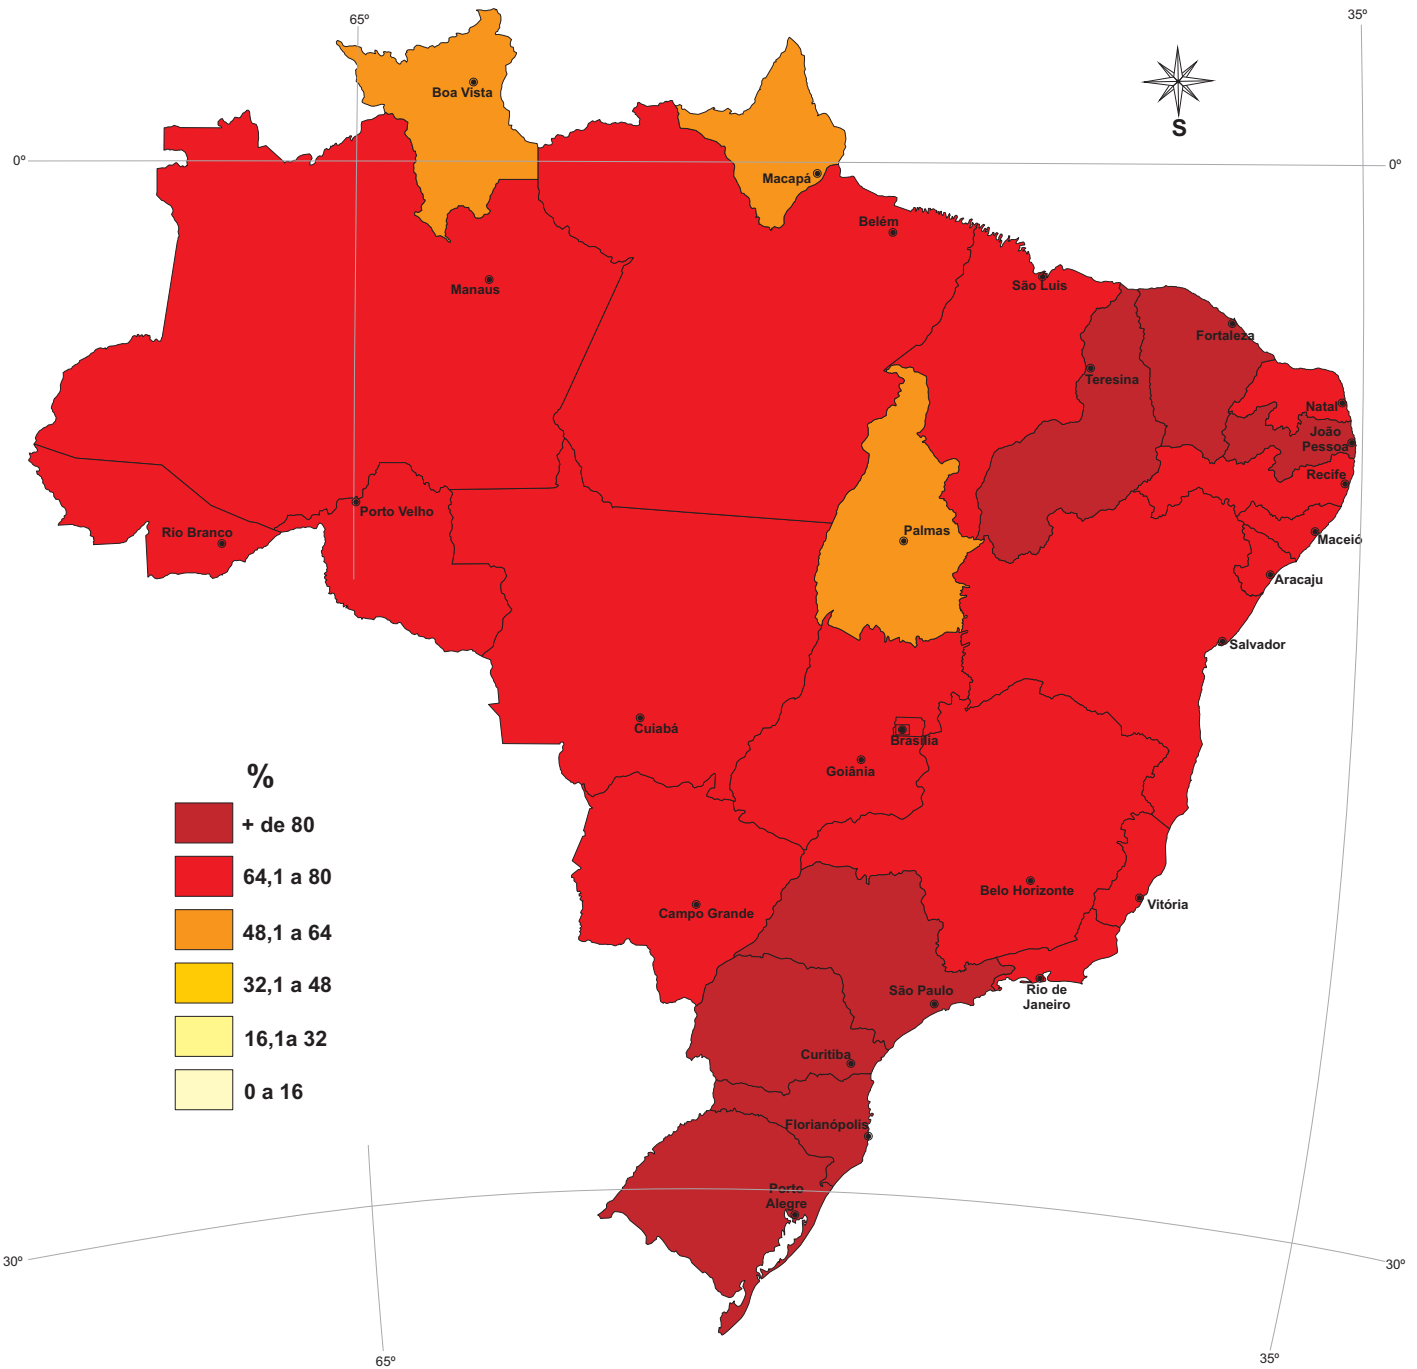 65º
35º
Boa Vista
S
0º
0º
Macapá
Belém
Manaus
São Luis
Fortaleza
Teresina
Natal
João
Pessoa
Recife
Porto Velho
Rio Branco
Palmas
Maceió
Aracaju
Salvador
Cuiabá
Brasília
Goiânia
%
+ de 80
64,1 a 80
48,1 a 64
32,1 a 48
16,1a 32
0 a 16
Belo Horizonte
Vitória
Campo Grande
São Paulo
Rio de
Janeiro
Curitiba
Florianópolis
Porto
Alegre
30º
30º
65º
35º